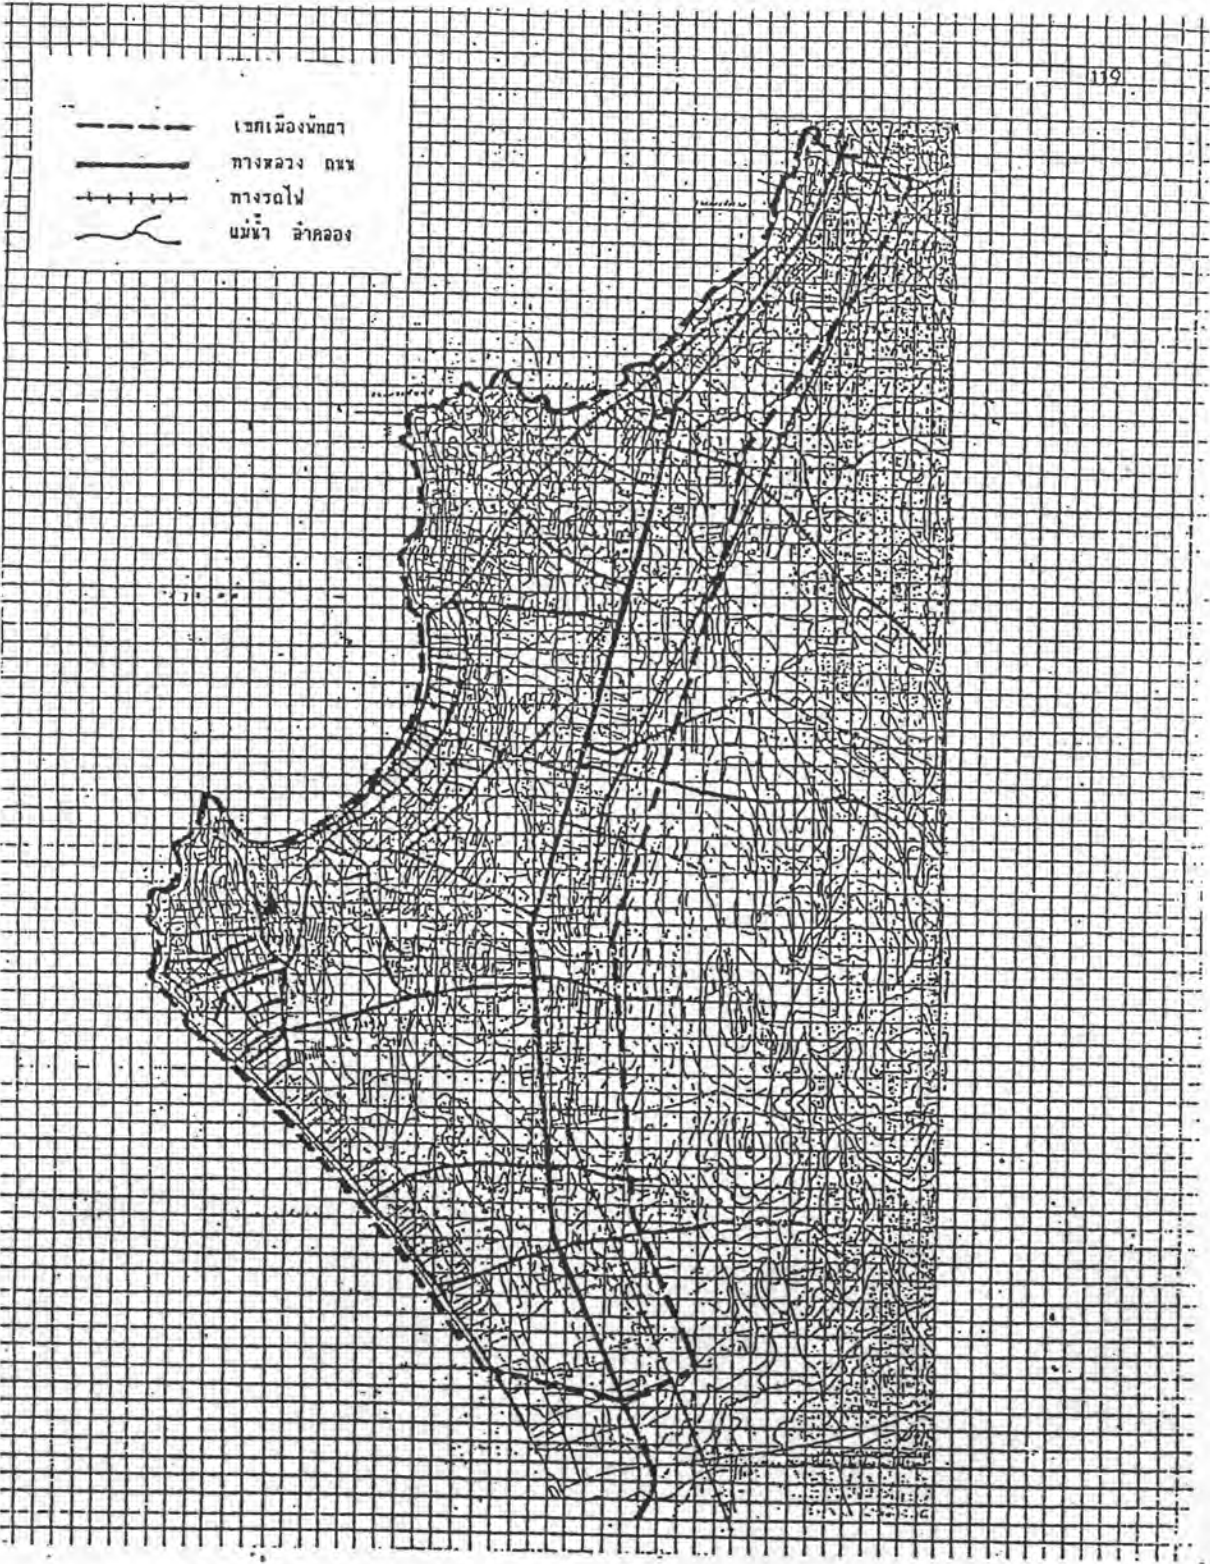 119
เขตเมืองพัทยา
ทางหลวง ถนน
ทางรถไฟ
แม่น้ำ ลำคลอง